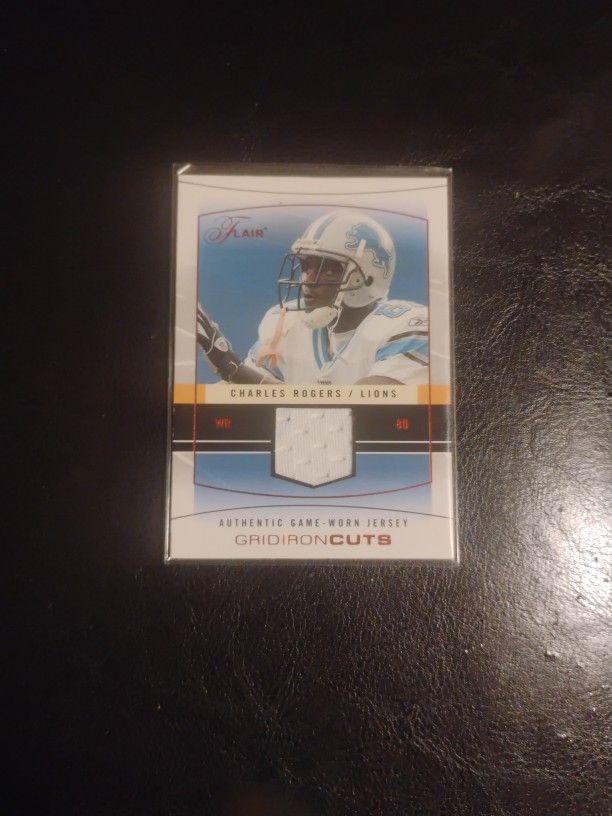 FLAIR
CHARLES ROGERS / LIONS
WR 80
AUTHENTIC GAME-WORN JERSEY
GRIDIRONCUTS